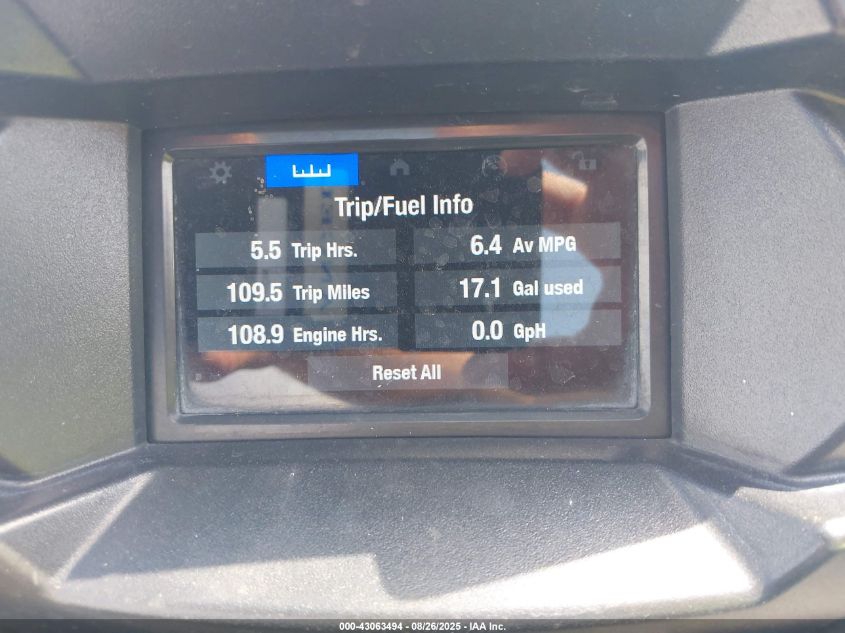 Trip/Fuel Info
5.5 Trip Hrs. 6.4 Av MPG
109.5 Trip Miles 17.1 Gal used
108.9 Engine Hrs. 0.0 GpH
Reset All
000-43063494 - 08/26/2025 - IAA Inc.